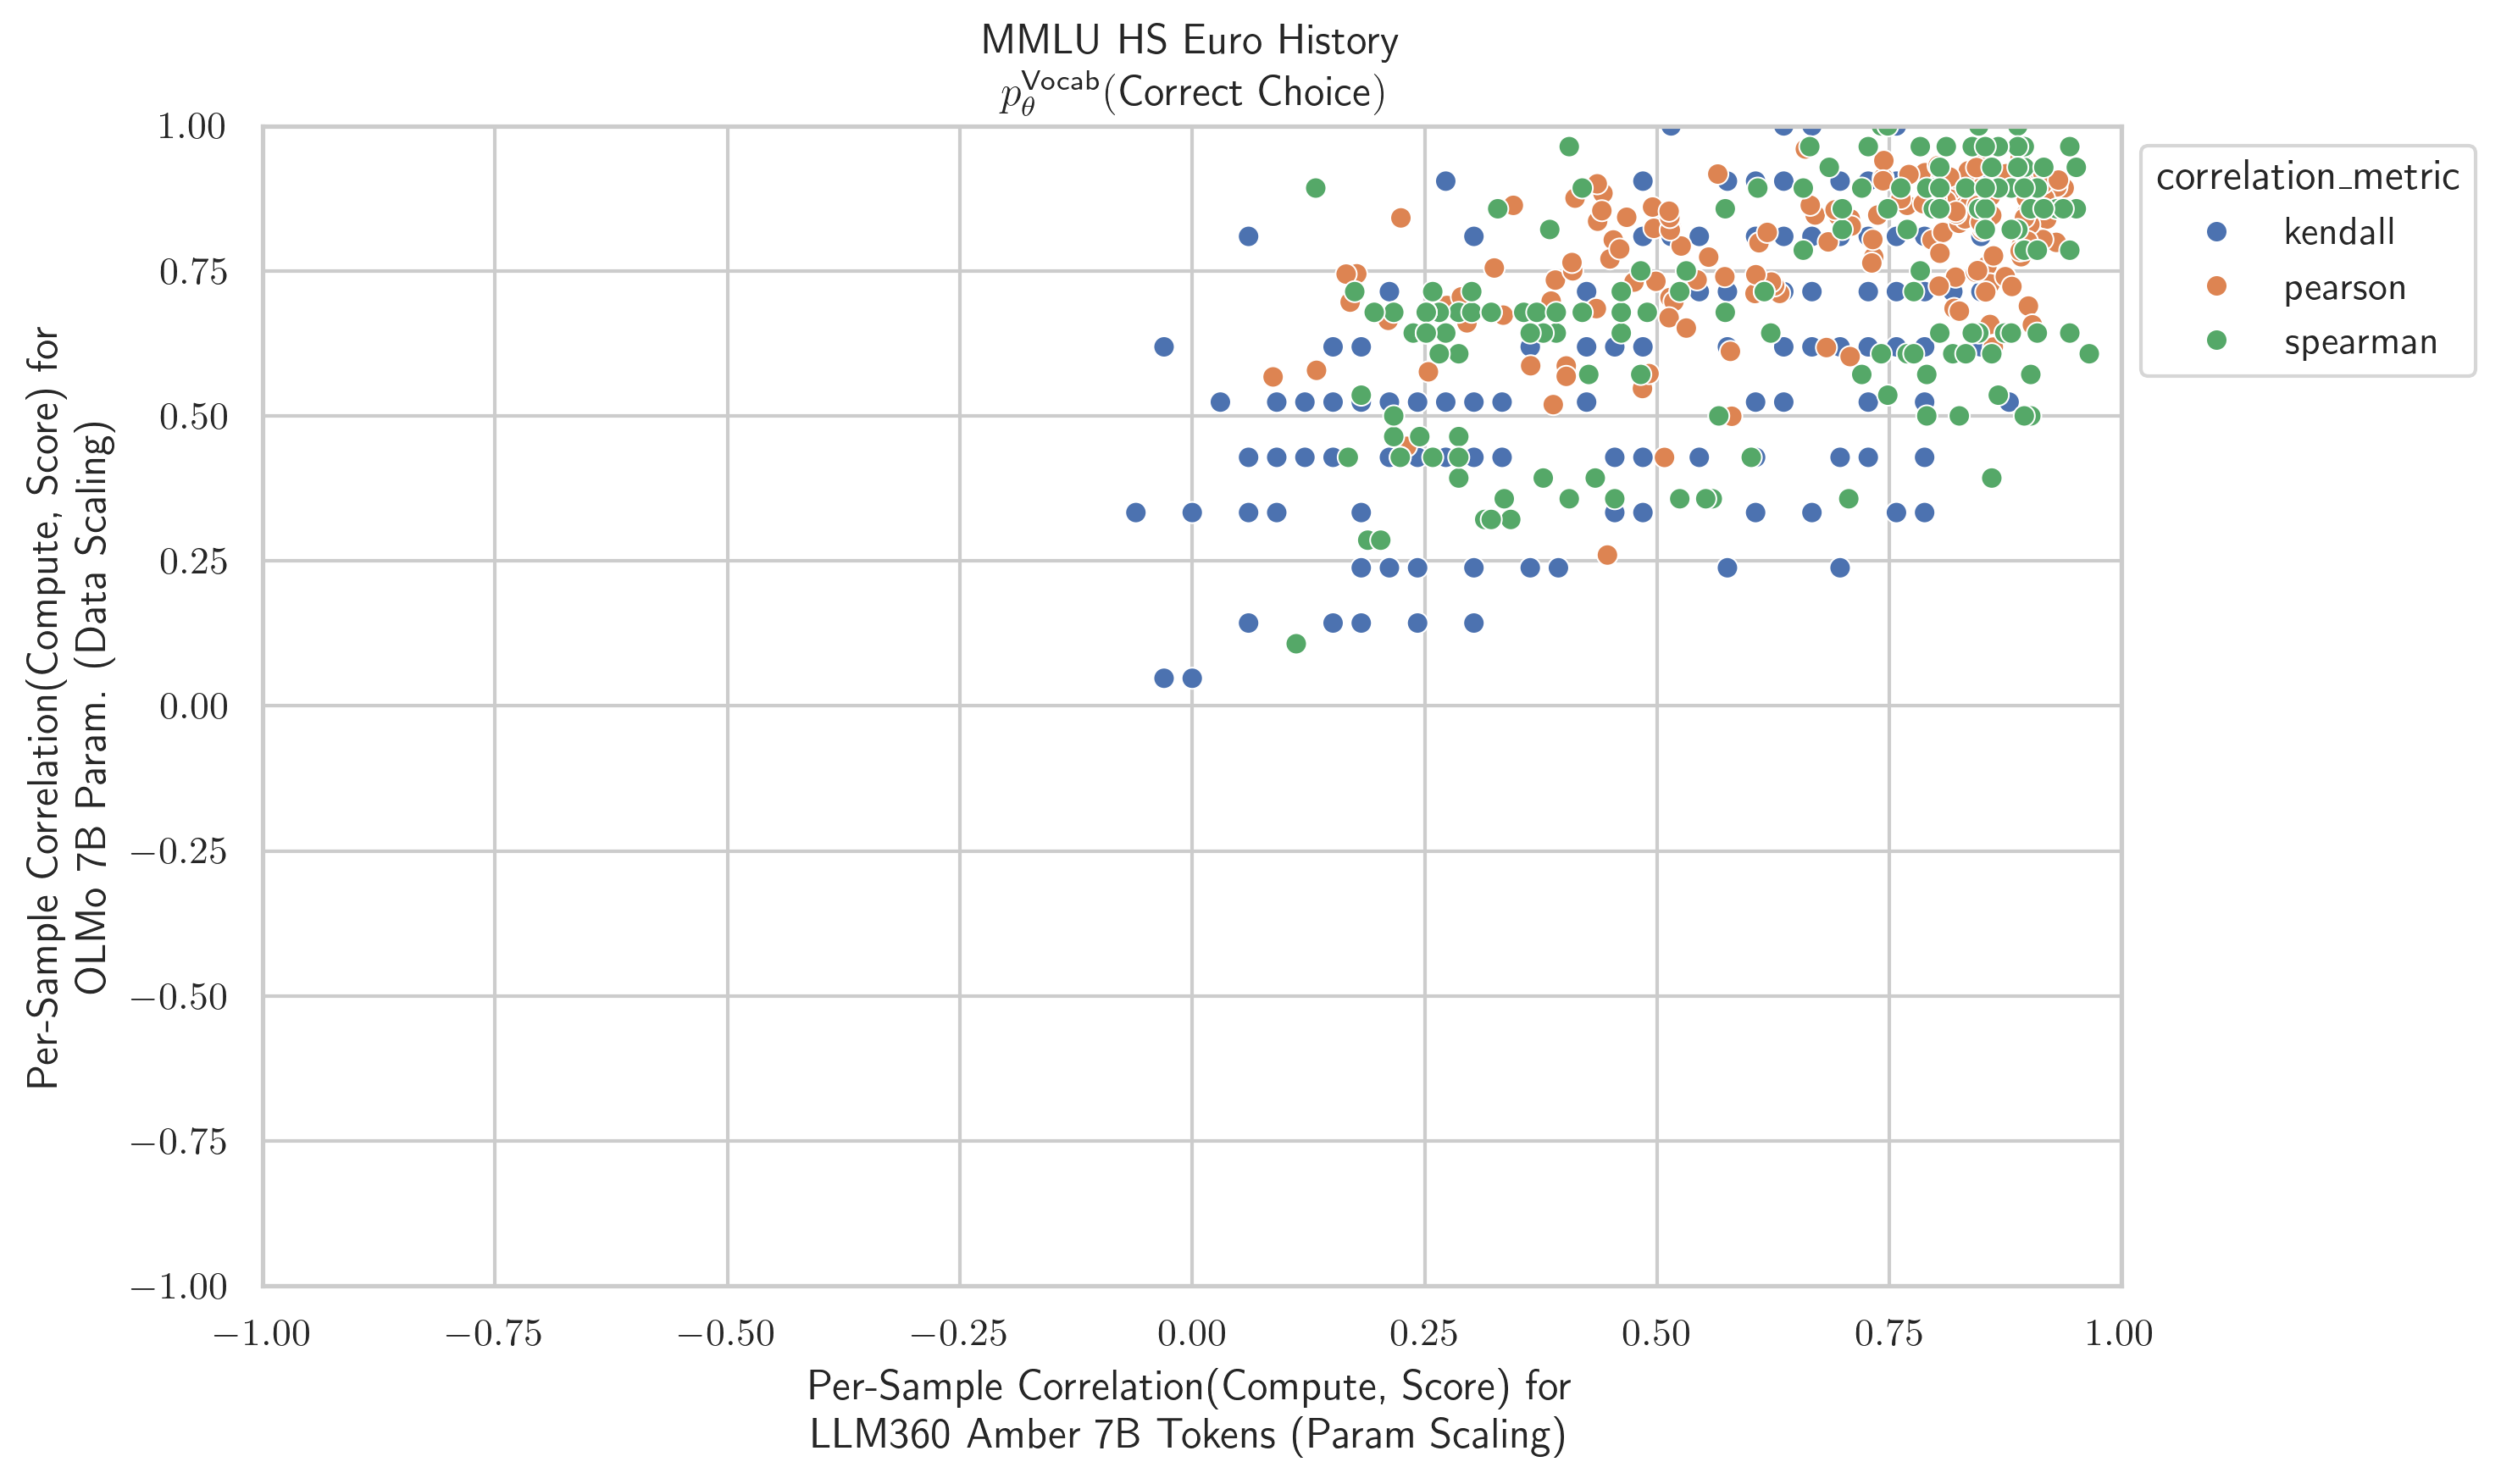 MMLU HS Euro History
p_θ^Vocab(Correct Choice)
1.00
0.75
0.50
0.25
0.00
−0.25
−0.50
−0.75
−1.00
Per-Sample Correlation(Compute, Score) for
OLMo 7B Param. (Data Scaling)
−1.00 −0.75 −0.50 −0.25 0.00 0.25 0.50 0.75 1.00
Per-Sample Correlation(Compute, Score) for
LLM360 Amber 7B Tokens (Param Scaling)
correlation_metric
kendall
pearson
spearman